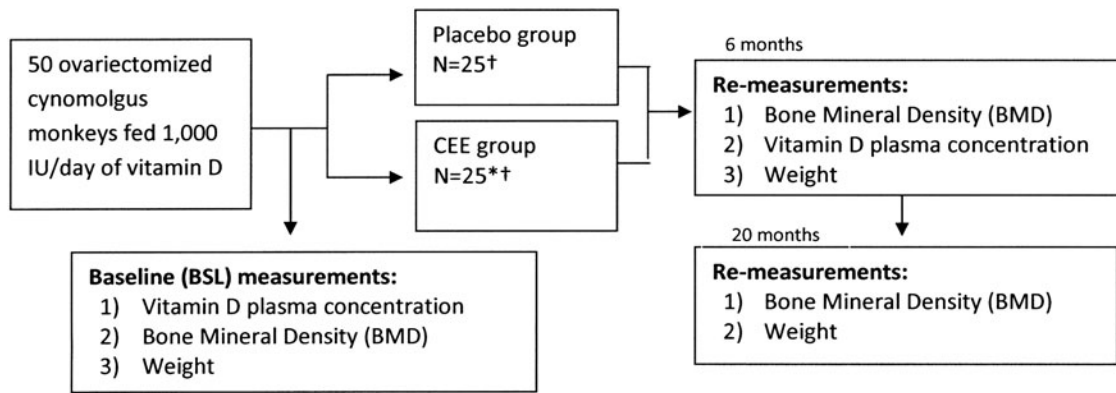 50 ovariectomized
cynomolgus
monkeys fed 1,000
IU/day of vitamin D
Placebo group
N=25†
CEE group
N=25*†
Baseline (BSL) measurements:
1) Vitamin D plasma concentration
2) Bone Mineral Density (BMD)
3) Weight
6 months
Re-measurements:
1) Bone Mineral Density (BMD)
2) Vitamin D plasma concentration
3) Weight
20 months
Re-measurements:
1) Bone Mineral Density (BMD)
2) Weight